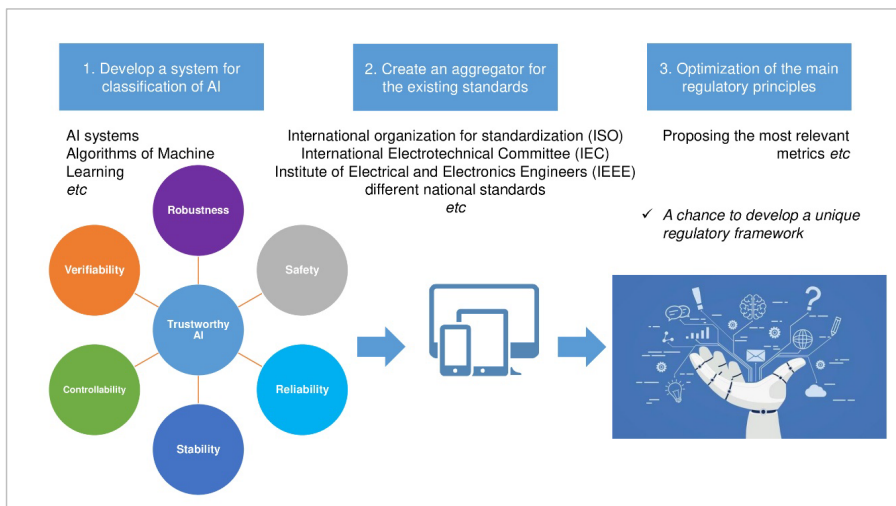 1. Develop a system for
classification of AI
2. Create an aggregator for
the existing standards
3. Optimization of the main
regulatory principles
AI systems
Algorithms of Machine
Learning
etc
International organization for standardization (ISO)
International Electrotechnical Committee (IEC)
Institute of Electrical and Electronics Engineers (IEEE)
different national standards
etc
Proposing the most relevant
metrics etc
✓ A chance to develop a unique
regulatory framework
Robustness
Verifiability
Safety
Trustworthy
AI
Controllability
Reliability
Stability